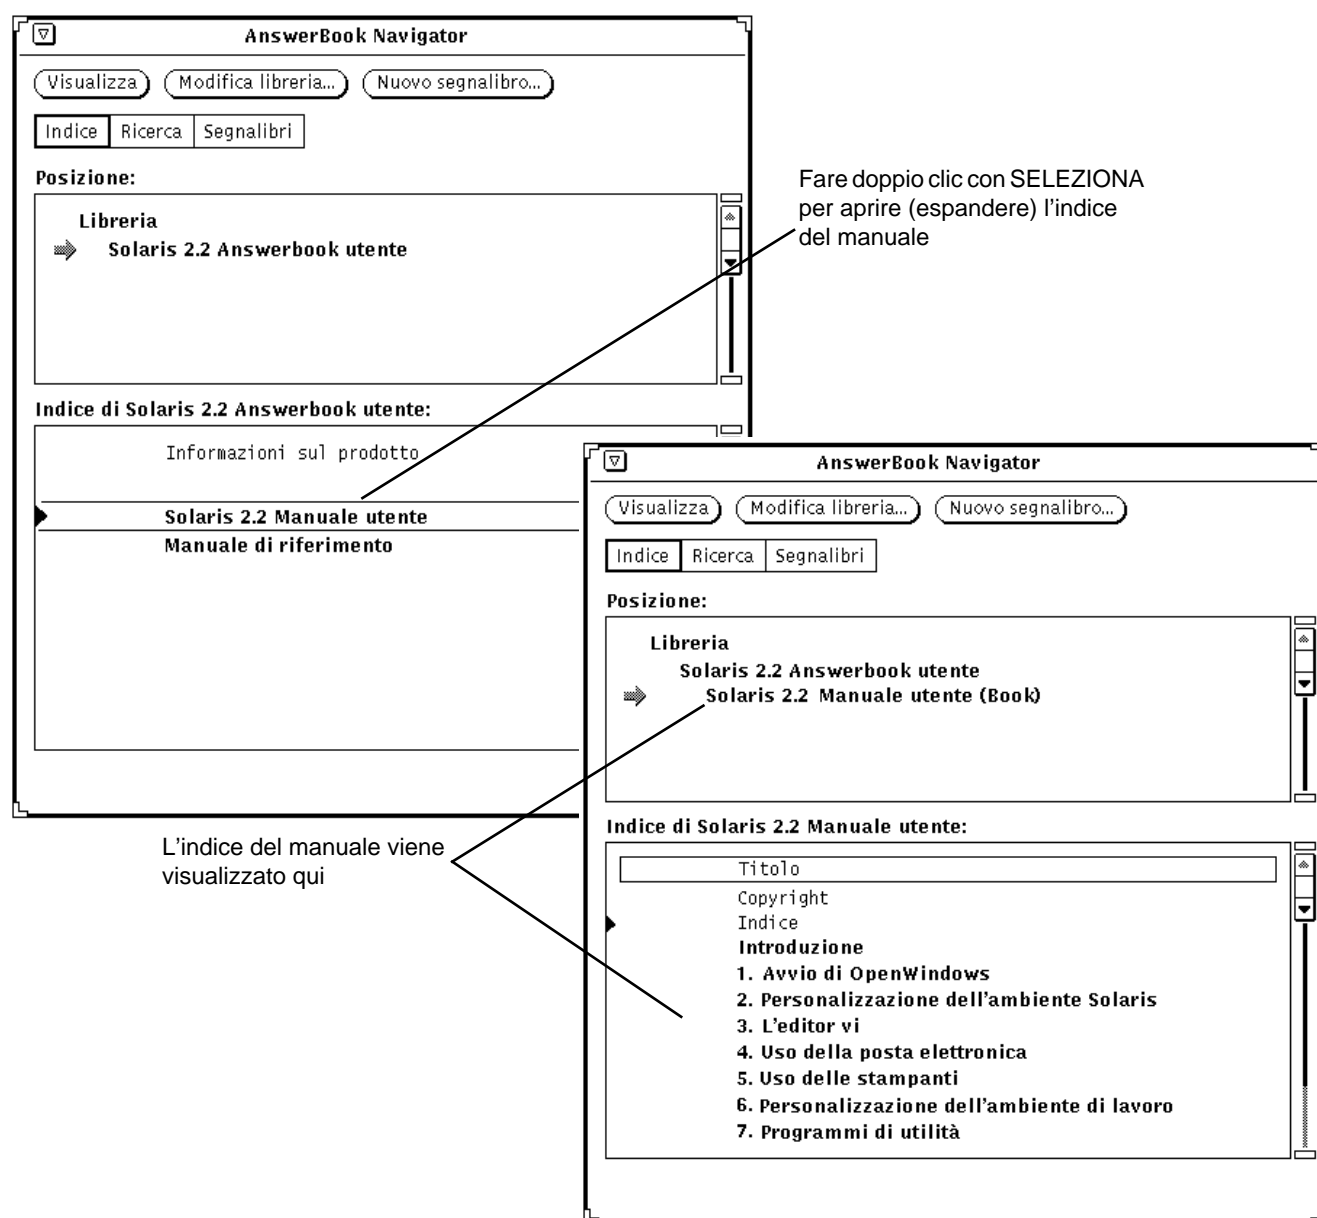 AnswerBook Navigator
Visualizza Modifica libreria... Nuovo segnalibro...
Indice Ricerca Segnalibri
Posizione:
Libreria
Solaris 2.2 Answerbook utente
Indice di Solaris 2.2 Answerbook utente:
Informazioni sul prodotto
Solaris 2.2 Manuale utente
Manuale di riferimento
Fare doppio clic con SELEZIONA
per aprire (espandere) l'indice
del manuale
AnswerBook Navigator
Visualizza Modifica libreria... Nuovo segnalibro...
Indice Ricerca Segnalibri
Posizione:
Libreria
Solaris 2.2 Answerbook utente
Solaris 2.2 Manuale utente (Book)
L'indice del manuale viene
visualizzato qui
Indice di Solaris 2.2 Manuale utente:
Titolo
Copyright
Indice
Introduzione
1. Avvio di OpenWindows
2. Personalizzazione dell'ambiente Solaris
3. L'editor vi
4. Uso della posta elettronica
5. Uso delle stampanti
6. Personalizzazione dell'ambiente di lavoro
7. Programmi di utilità